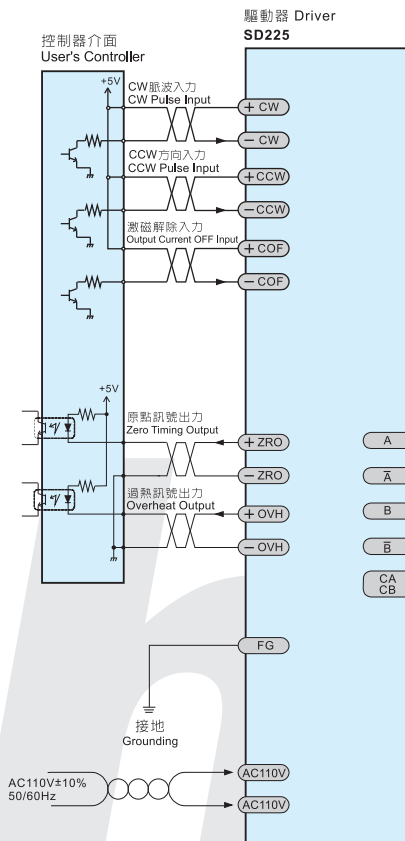 驅動器 Driver
SD225
控制器介面
User's Controller
+5V
CW脈波入力
CW Pulse Input
+ CW
− CW
CCW方向入力
CCW Pulse Input
+ CCW
− CCW
激磁解除入力
Output Current OFF Input
+ COF
− COF
+5V
原點訊號出力
Zero Timing Output
+ ZRO
− ZRO
過熱訊號出力
Overheat Output
+ OVH
− OVH
A
A̅
B
B̅
CA
CB
FG
接地
Grounding
AC110V±10%
50/60Hz
AC110V
AC110V